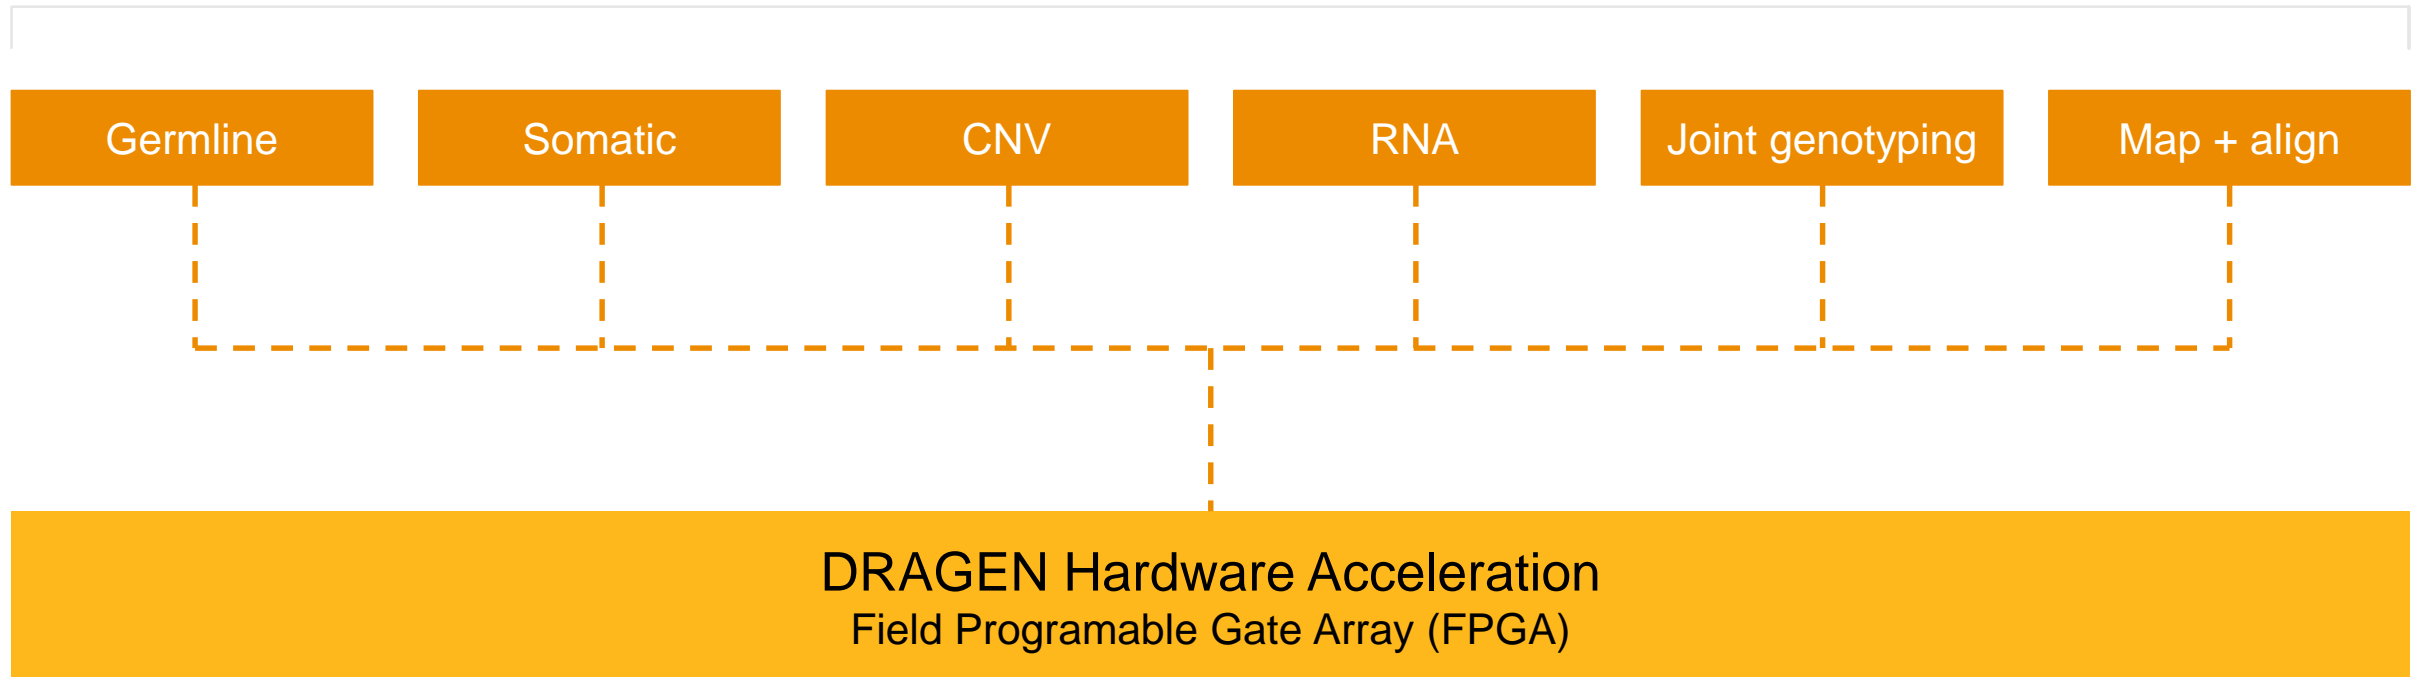 Germline
Somatic
CNV
RNA
Joint genotyping
Map + align
DRAGEN Hardware Acceleration
Field Programable Gate Array (FPGA)